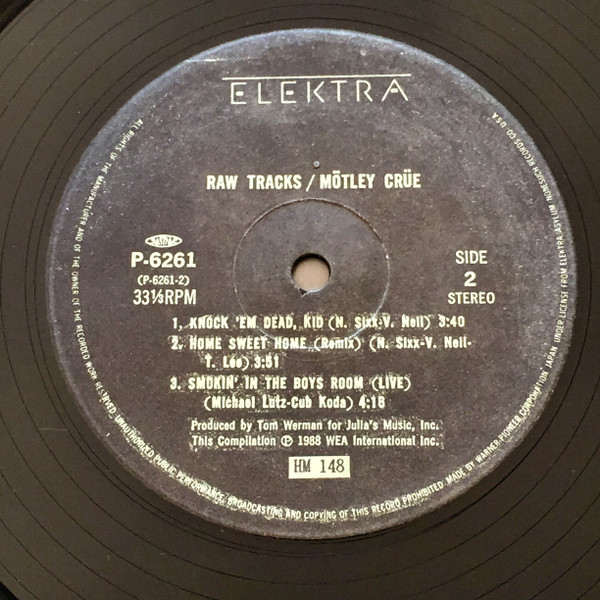 ELEKTRA
RAW TRACKS / MÖTLEY CRÜE
P-6261
(P-6261-2)
33⅓RPM
SIDE
2
STEREO
1. KNOCK 'EM DEAD, KID (N. Sixx-V. Neil) 3:40
2. HOME SWEET HOME (Remix) (N. Sixx-V. Neil-
T. Lee) 3:51
3. SMOKIN' IN THE BOYS ROOM (LIVE)
(Michael Lutz-Cub Koda) 4:18
Produced by Tom Werman for Julia's Music, Inc.
This Compilation ℗ 1988 WEA International Inc.
HM 148
ALL RIGHTS OF THE MANUFACTURER AND OF THE OWNER OF THE RECORDED WORK RESERVED. UNAUTHORIZED PUBLIC PERFORMANCE, BROADCASTING AND COPYING OF THIS RECORD PROHIBITED. MADE BY WARNER-PIONEER CORPORATION JAPAN UNDER LICENSE FROM ELEKTRA/ASYLUM/NONESUCH RECORDS CO. USA